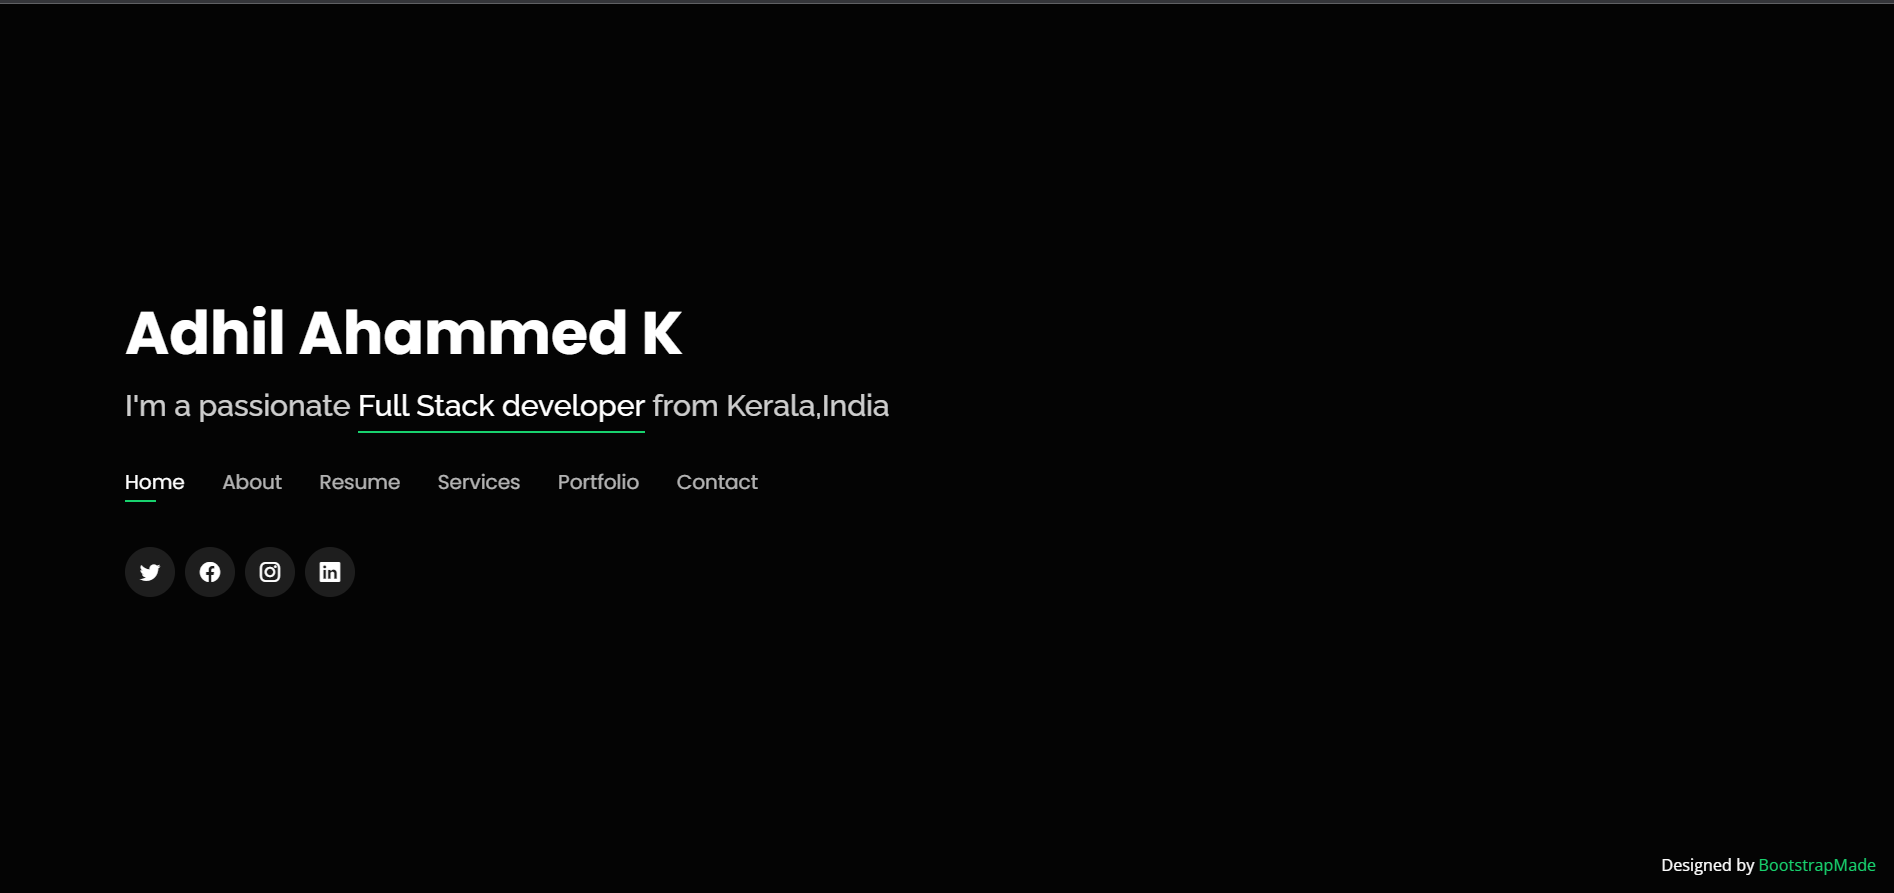 Adhil Ahammed K
I'm a passionate Full Stack developer from Kerala,India
Home About Resume Services Portfolio Contact
Designed by BootstrapMade